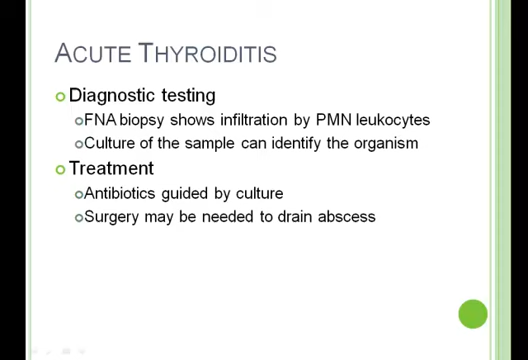 ACUTE THYROIDITIS
Diagnostic testing
FNA biopsy shows infiltration by PMN leukocytes
Culture of the sample can identify the organism
Treatment
Antibiotics guided by culture
Surgery may be needed to drain abscess